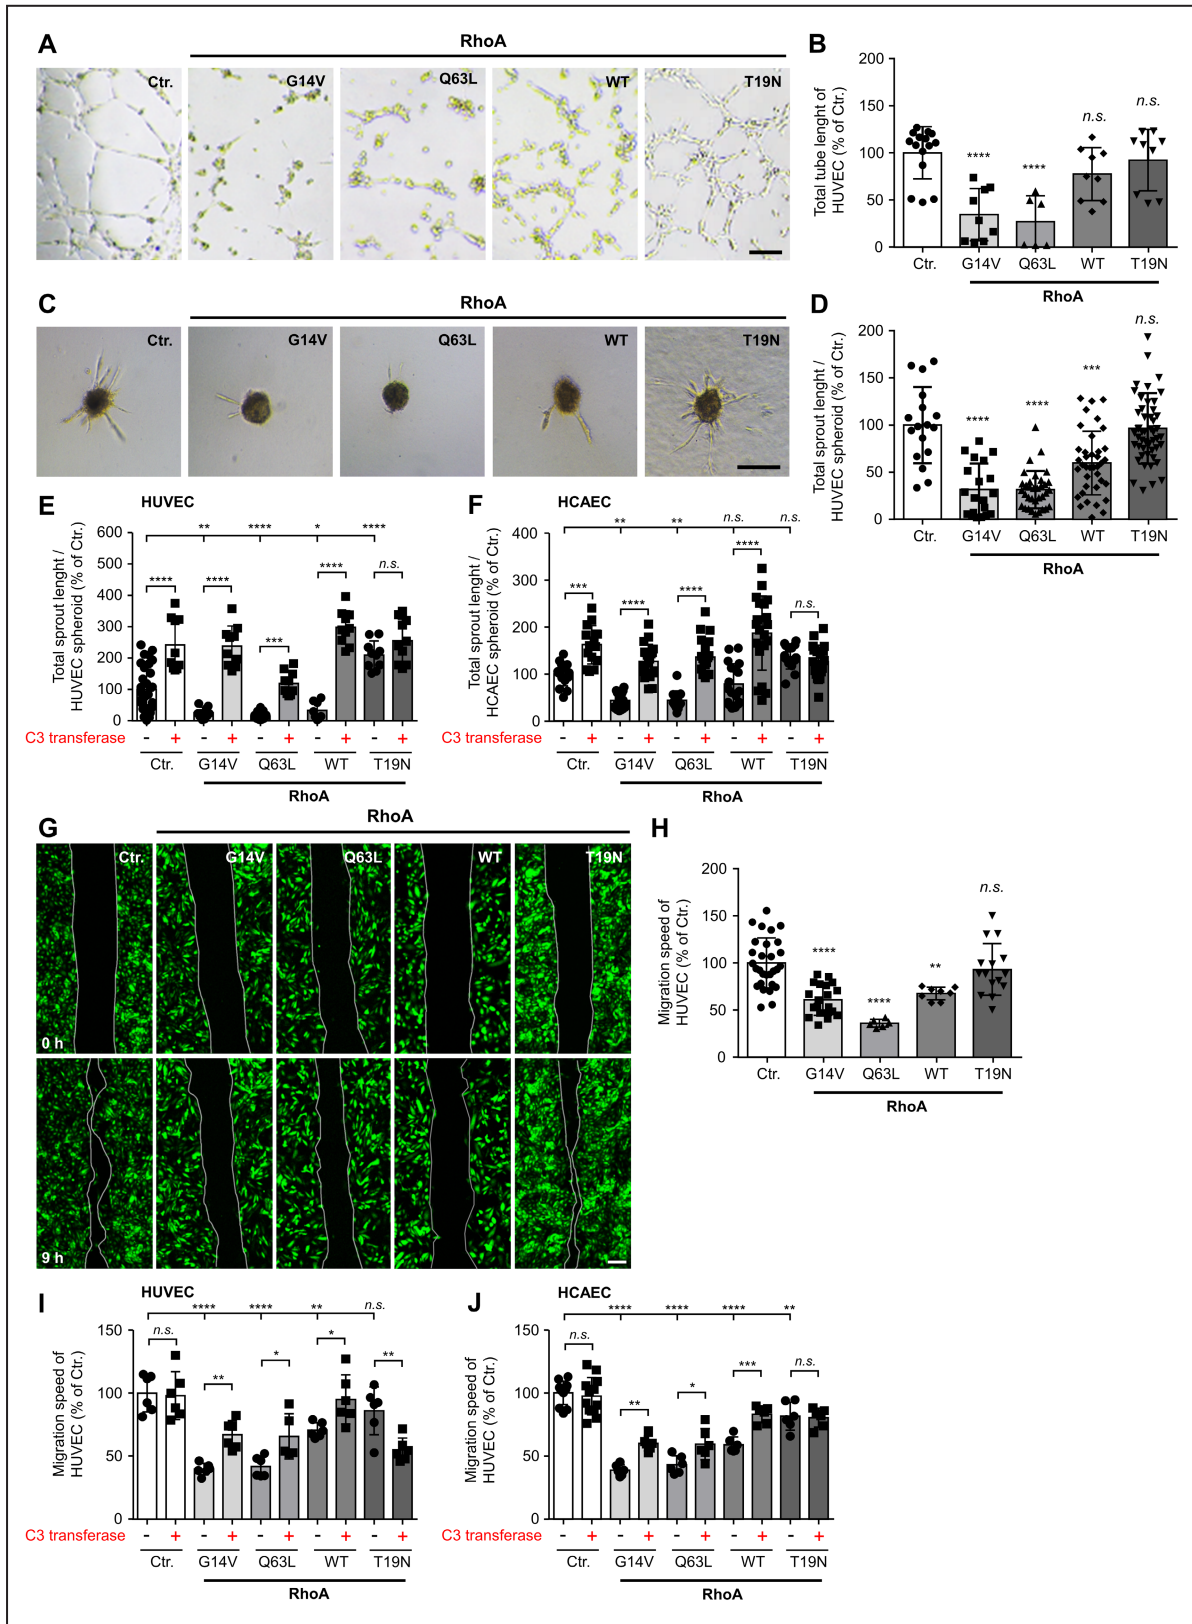 A
RhoA
Ctr.
G14V
Q63L
WT
T19N
B
Total tube lenght of
HUVEC (% of Ctr.)
200
150
100
50
0
****
****
n.s.
n.s.
Ctr.
G14V
Q63L
WT
T19N
RhoA
C
RhoA
Ctr.
G14V
Q63L
WT
T19N
D
Total sprout lenght /
HUVEC spheroid (% of Ctr.)
200
150
100
50
0
****
****
***
n.s.
Ctr.
G14V
Q63L
WT
T19N
RhoA
E
HUVEC
Total sprout lenght /
HUVEC spheroid (% of Ctr.)
600
500
400
300
200
100
0
** **** * ****
**** **** *** **** n.s.
C3 transferase - + - + - + - + - +
Ctr. G14V Q63L WT T19N
RhoA
F
HCAEC
Total sprout lenght /
HCAEC spheroid (% of Ctr.)
400
300
200
100
0
** ** n.s. n.s.
*** **** **** **** n.s.
- + - + - + - + - +
Ctr. G14V Q63L WT T19N
RhoA
G
RhoA
Ctr.
G14V
Q63L
WT
T19N
0 h
9 h
H
Migration speed of
HUVEC (% of Ctr.)
200
150
100
50
0
****
****
**
n.s.
Ctr.
G14V
Q63L
WT
T19N
RhoA
I
HUVEC
Migration speed of
HUVEC (% of Ctr.)
150
100
50
0
**** **** ** n.s.
n.s. ** * * **
C3 transferase - + - + - + - + - +
Ctr. G14V Q63L WT T19N
RhoA
J
HCAEC
Migration speed of
HUVEC (% of Ctr.)
150
100
50
0
**** **** **** **
n.s. ** * *** n.s.
C3 transferase - + - + - + - + - +
Ctr. G14V Q63L WT T19N
RhoA